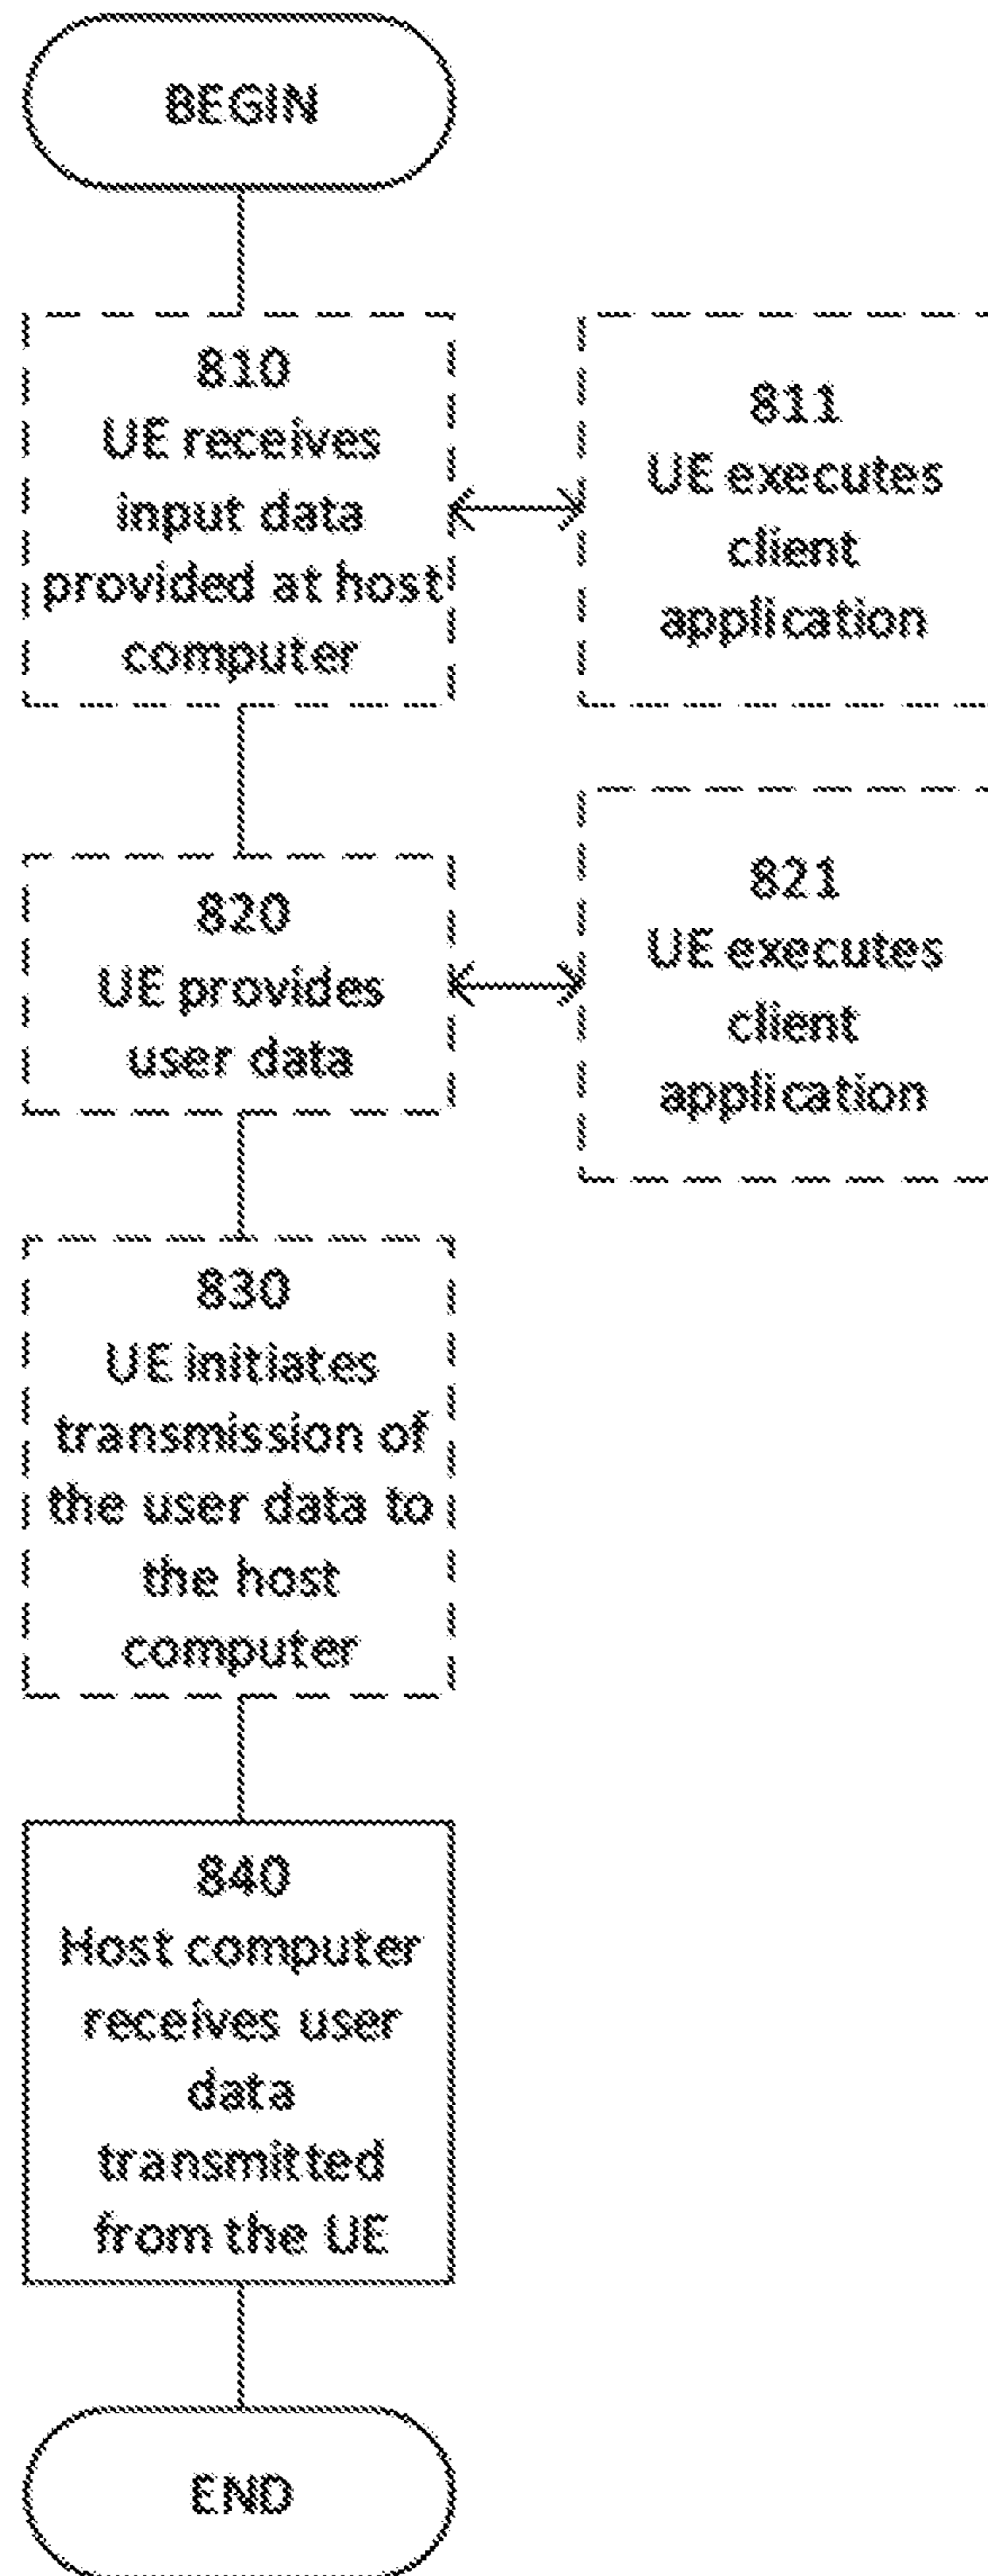 BEGIN
810
UE receives
input data
provided at host
computer
811
UE executes
client
application
820
UE provides
user data
821
UE executes
client
application
830
UE initiates
transmission of
the user data to
the host
computer
840
Host computer
receives user
data
transmitted
from the UE
END